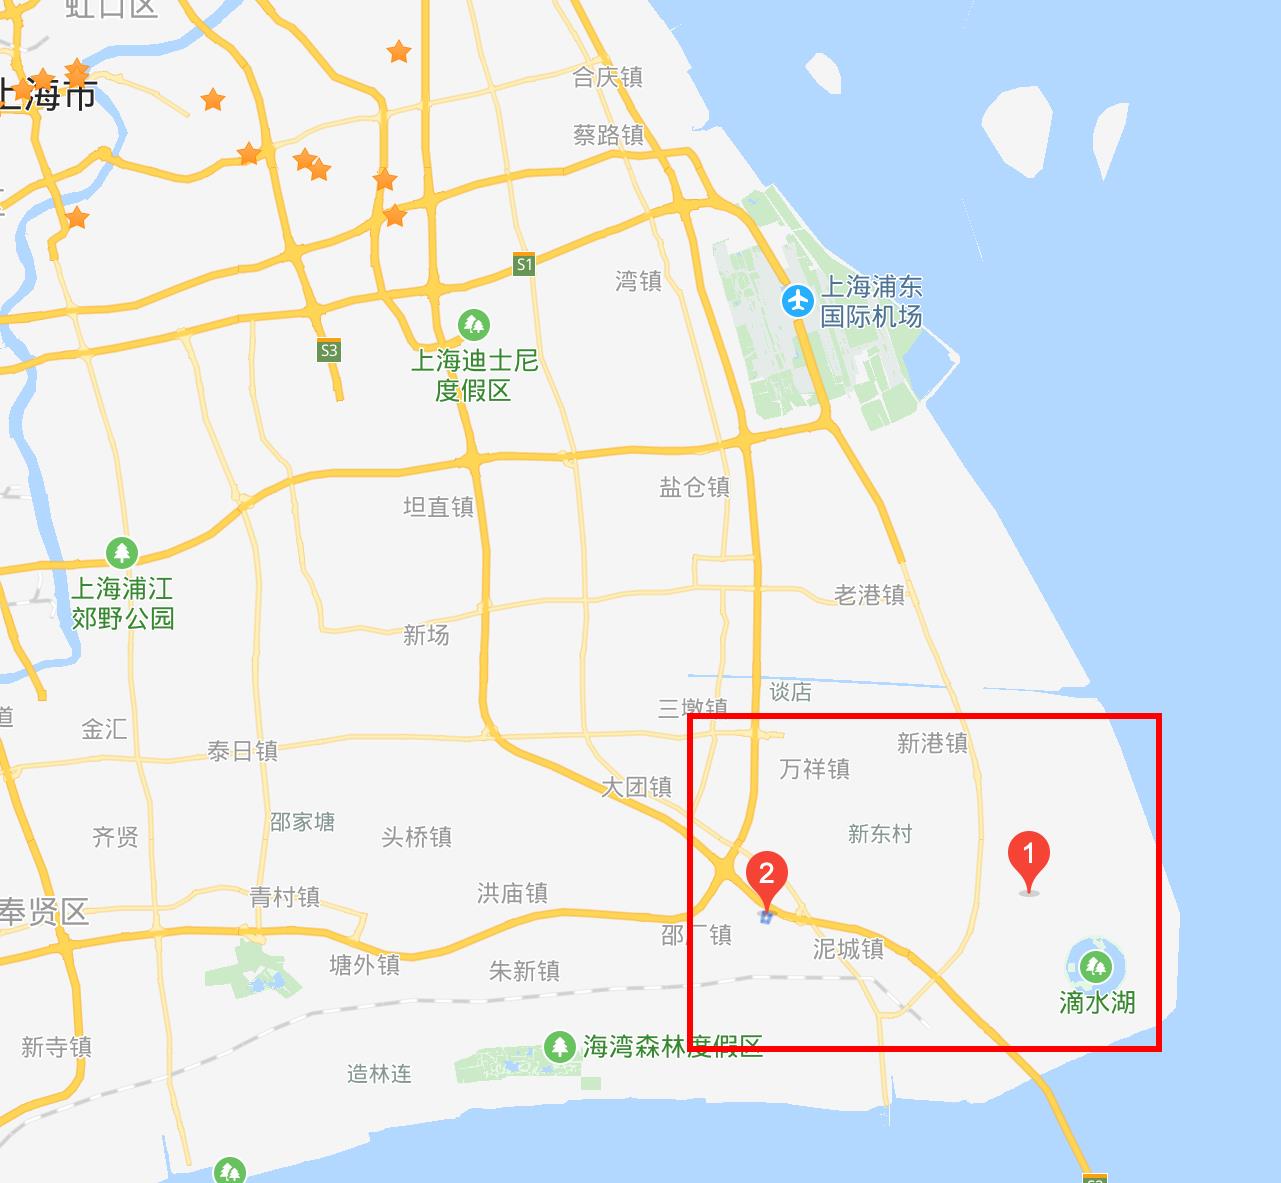 虹口区
合庆镇
上海市
蔡路镇
S1
湾镇
上海浦东
国际机场
S3
上海迪士尼
度假区
盐仓镇
坦直镇
上海浦江
郊野公园
老港镇
新场
谈店
三墩镇
道
金汇
新港镇
泰日镇
万祥镇
大团镇
邵家塘
齐贤
头桥镇
新东村
1
2
青村镇
洪庙镇
奉贤区
邵厂镇
泥城镇
塘外镇
朱新镇
滴水湖
新寺镇
海湾森林度假区
造林连